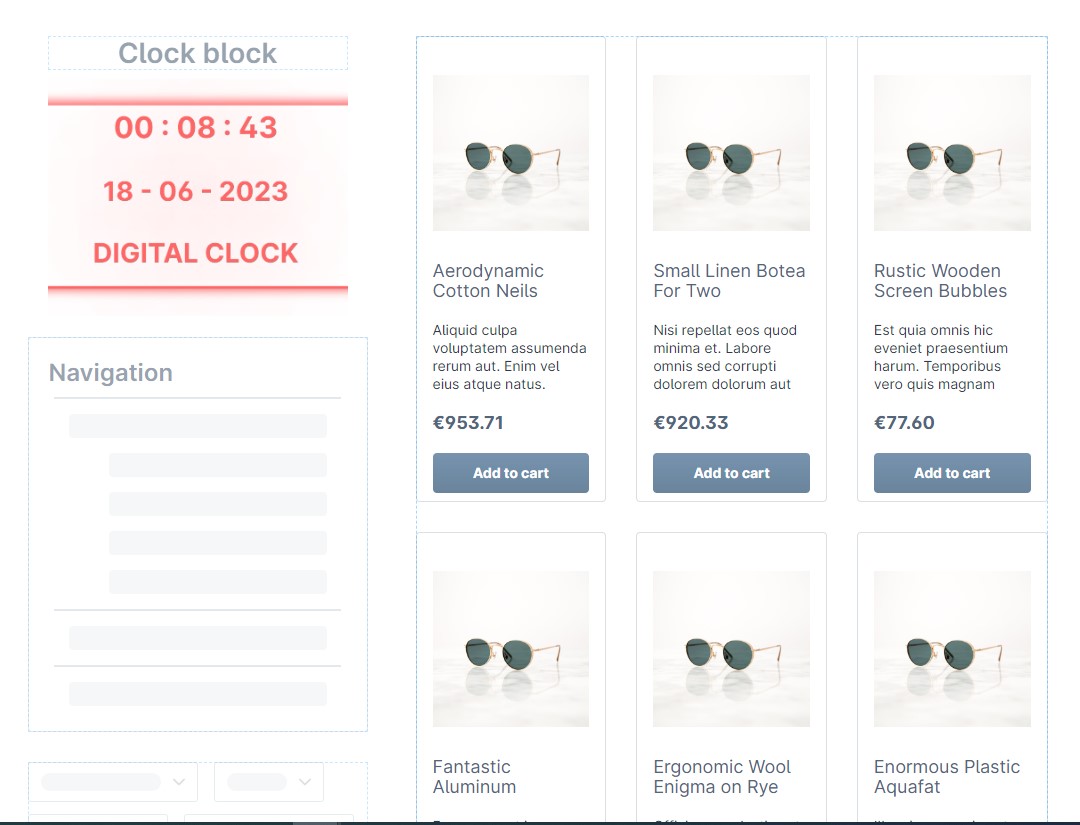 Clock block
00 : 08 : 43
18 - 06 - 2023
DIGITAL CLOCK
Navigation
Aerodynamic
Cotton Neils
Aliquid culpa
voluptatem assumenda
rerum aut. Enim vel
eius atque natus.
€953.71
Add to cart
Small Linen Botea
For Two
Nisi repellat eos quod
minima et. Labore
omnis sed corrupti
dolorem dolorum aut
€920.33
Add to cart
Rustic Wooden
Screen Bubbles
Est quia omnis hic
eveniet praesentium
harum. Temporibus
vero quis magnam
€77.60
Add to cart
Fantastic
Aluminum
Ergonomic Wool
Enigma on Rye
Enormous Plastic
Aquafat